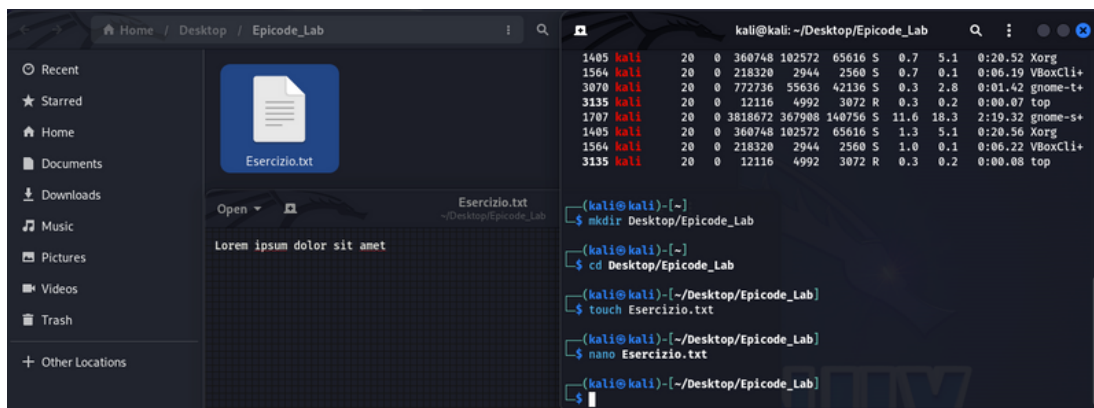 Home / Desktop / Epicode_Lab
Recent
Starred
Home
Documents
Downloads
Music
Pictures
Videos
Trash
+ Other Locations
Esercizio.txt
Open
Esercizio.txt
~/Desktop/Epicode_Lab
Lorem ipsum dolor sit amet
kali@kali: ~/Desktop/Epicode_Lab
1405 kali 20 0 360748 102572 65616 S 0.7 5.1 0:20.52 Xorg
1564 kali 20 0 218320 2944 2560 S 0.7 0.1 0:06.19 VBoxCli+
3070 kali 20 0 772736 55636 42136 S 0.3 2.8 0:01.42 gnome-t+
3135 kali 20 0 12116 4992 3072 R 0.3 0.2 0:00.07 top
1707 kali 20 0 3818672 367908 140756 S 11.6 18.3 2:19.32 gnome-s+
1405 kali 20 0 360748 102572 65616 S 1.3 5.1 0:20.56 Xorg
1564 kali 20 0 218320 2944 2560 S 1.0 0.1 0:06.22 VBoxCli+
3135 kali 20 0 12116 4992 3072 R 0.3 0.2 0:00.08 top
┌──(kali㉿kali)-[~]
└─$ mkdir Desktop/Epicode_Lab
┌──(kali㉿kali)-[~]
└─$ cd Desktop/Epicode_Lab
┌──(kali㉿kali)-[~/Desktop/Epicode_Lab]
└─$ touch Esercizio.txt
┌──(kali㉿kali)-[~/Desktop/Epicode_Lab]
└─$ nano Esercizio.txt
┌──(kali㉿kali)-[~/Desktop/Epicode_Lab]
└─$